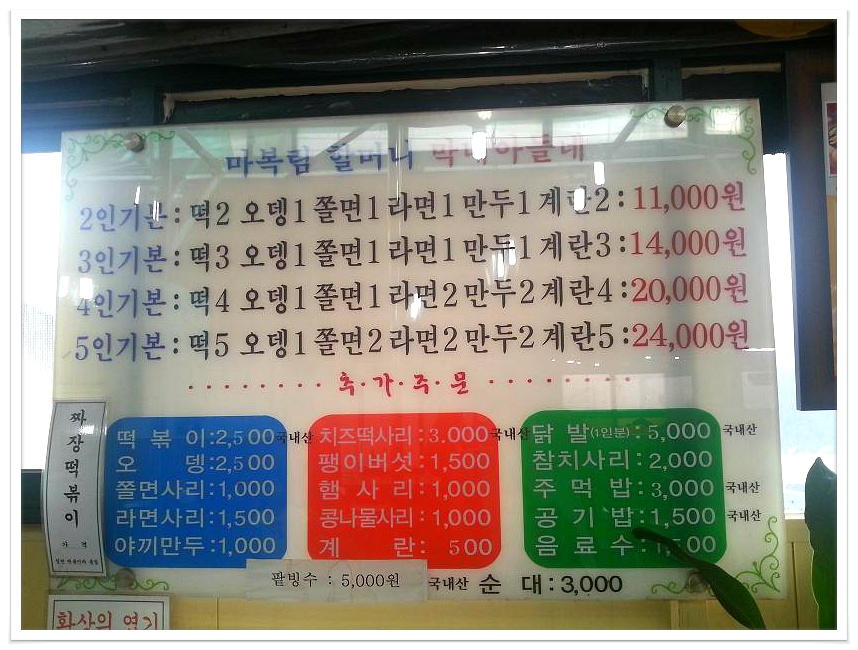 마복림 할머니 막내아들네
2인기본 : 떡2 오뎅1 쫄면1 라면1 만두1 계란2 : 11,000원
3인기본 : 떡3 오뎅1 쫄면1 라면1 만두1 계란3 : 14,000원
4인기본 : 떡4 오뎅1 쫄면1 라면2 만두2 계란4 : 20,000원
5인기본 : 떡5 오뎅1 쫄면2 라면2 만두2 계란5 : 24,000원
········ 추·가·주·문 ········
짜장떡볶이
가 격
떡 볶 이:2,500 국내산
오 뎅:2,500
쫄면사리:1,000
라면사리:1,500
야끼만두:1,000
치즈떡사리:3.000 국내산
팽이버섯:1,500
햄 사 리:1,000
콩나물사리:1,000
계 란: 500
닭 발(1인분):5,000 국내산
참치사리:2,000
주 먹 밥:3,000 국내산
공 기 밥:1,500 국내산
음 료 수:
팥빙수 : 5,000원
국내산 순 대:3,000
화상의 염기